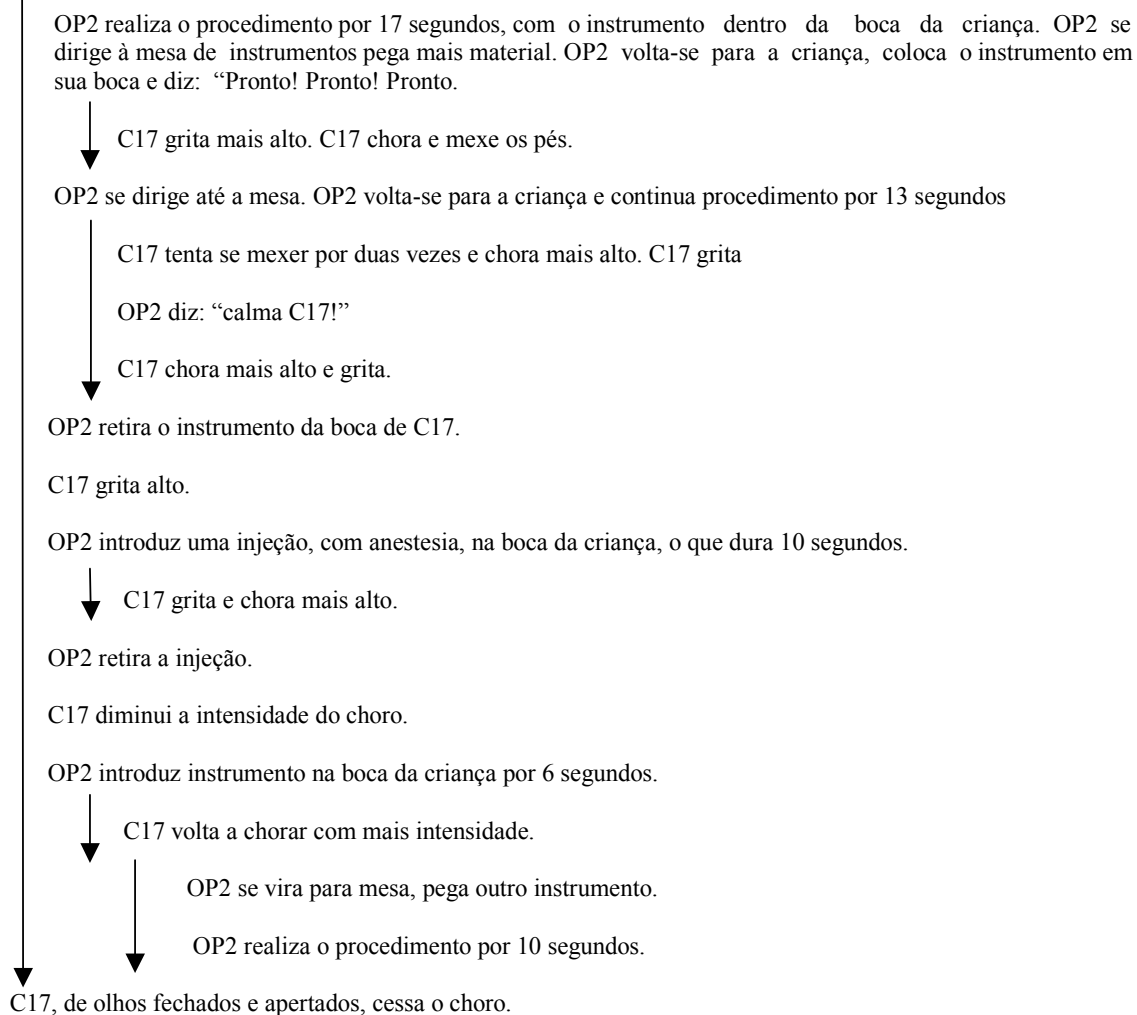 OP2 realiza o procedimento por 17 segundos, com o instrumento dentro da boca da criança. OP2 se
dirige à mesa de instrumentos pega mais material. OP2 volta-se para a criança, coloca o instrumento em
sua boca e diz: “Pronto! Pronto! Pronto.
C17 grita mais alto. C17 chora e mexe os pés.
OP2 se dirige até a mesa. OP2 volta-se para a criança e continua procedimento por 13 segundos
C17 tenta se mexer por duas vezes e chora mais alto. C17 grita
OP2 diz: “calma C17!”
C17 chora mais alto e grita.
OP2 retira o instrumento da boca de C17.
C17 grita alto.
OP2 introduz uma injeção, com anestesia, na boca da criança, o que dura 10 segundos.
C17 grita e chora mais alto.
OP2 retira a injeção.
C17 diminui a intensidade do choro.
OP2 introduz instrumento na boca da criança por 6 segundos.
C17 volta a chorar com mais intensidade.
OP2 se vira para mesa, pega outro instrumento.
OP2 realiza o procedimento por 10 segundos.
C17, de olhos fechados e apertados, cessa o choro.